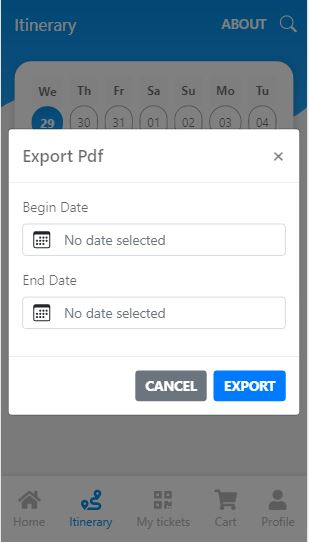 Itinerary
ABOUT
We Th Fr Sa Su Mo Tu
29 30 31 01 02 03 04
Export Pdf
×
Begin Date
No date selected
End Date
No date selected
CANCEL EXPORT
Home Itinerary My tickets Cart Profile